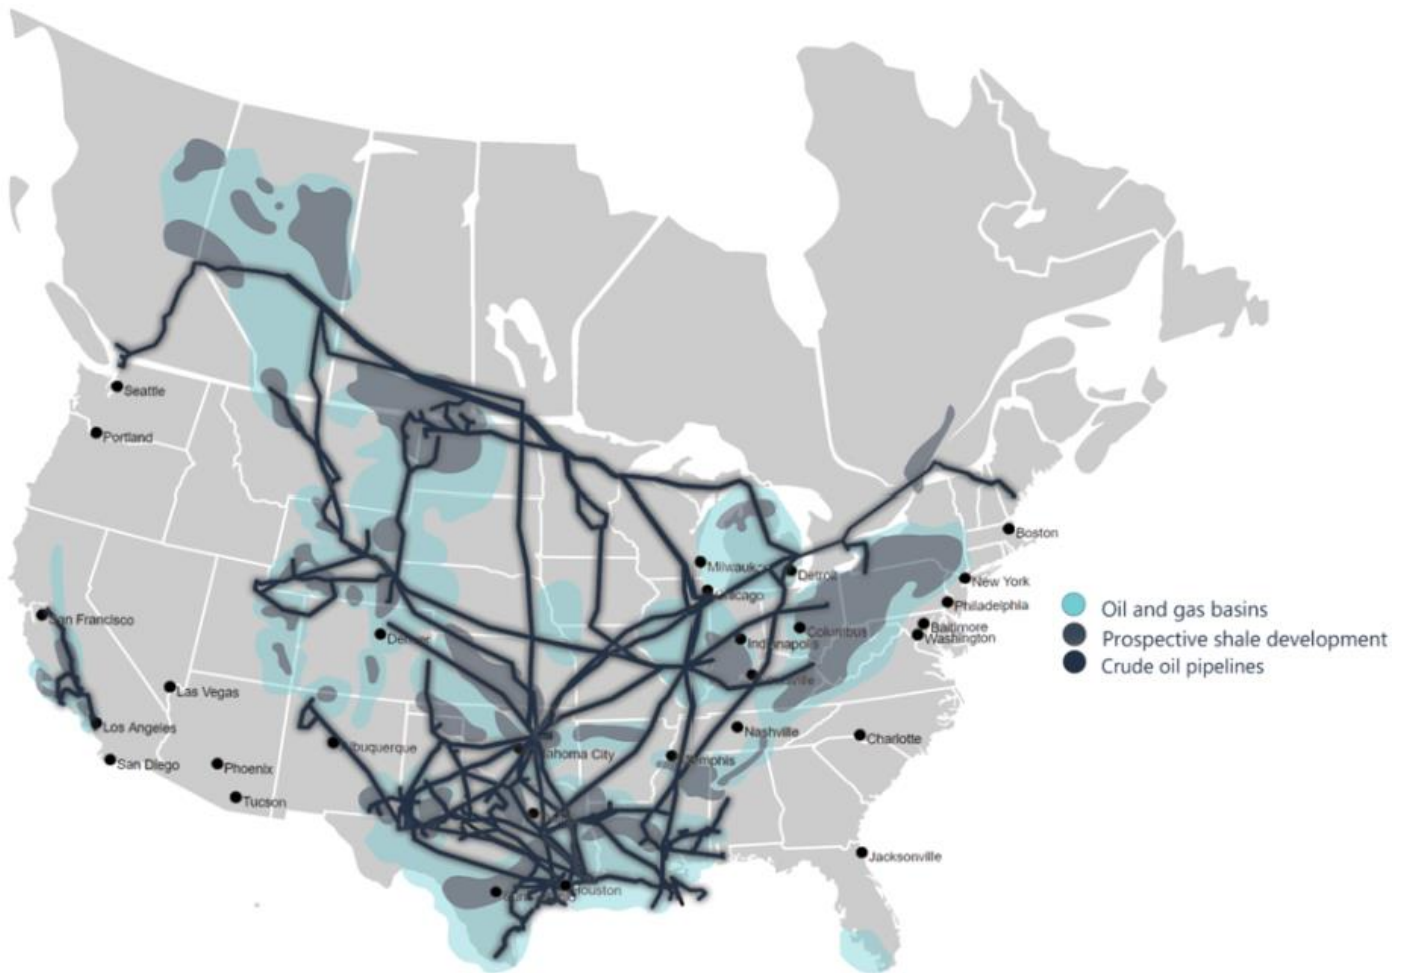 Seattle
Portland
Boston
Milwauk
Detroit
New York
Chicago
Philadelphia
San Francisco
Columbus
Baltimore
Washington
Denver
Indianapolis
Las Vegas
Los Angeles
Nashville
Charlotte
Albuquerque
ahoma City
Memphis
San Diego
Phoenix
Tucson
Jacksonville
Houston
Oil and gas basins
Prospective shale development
Crude oil pipelines